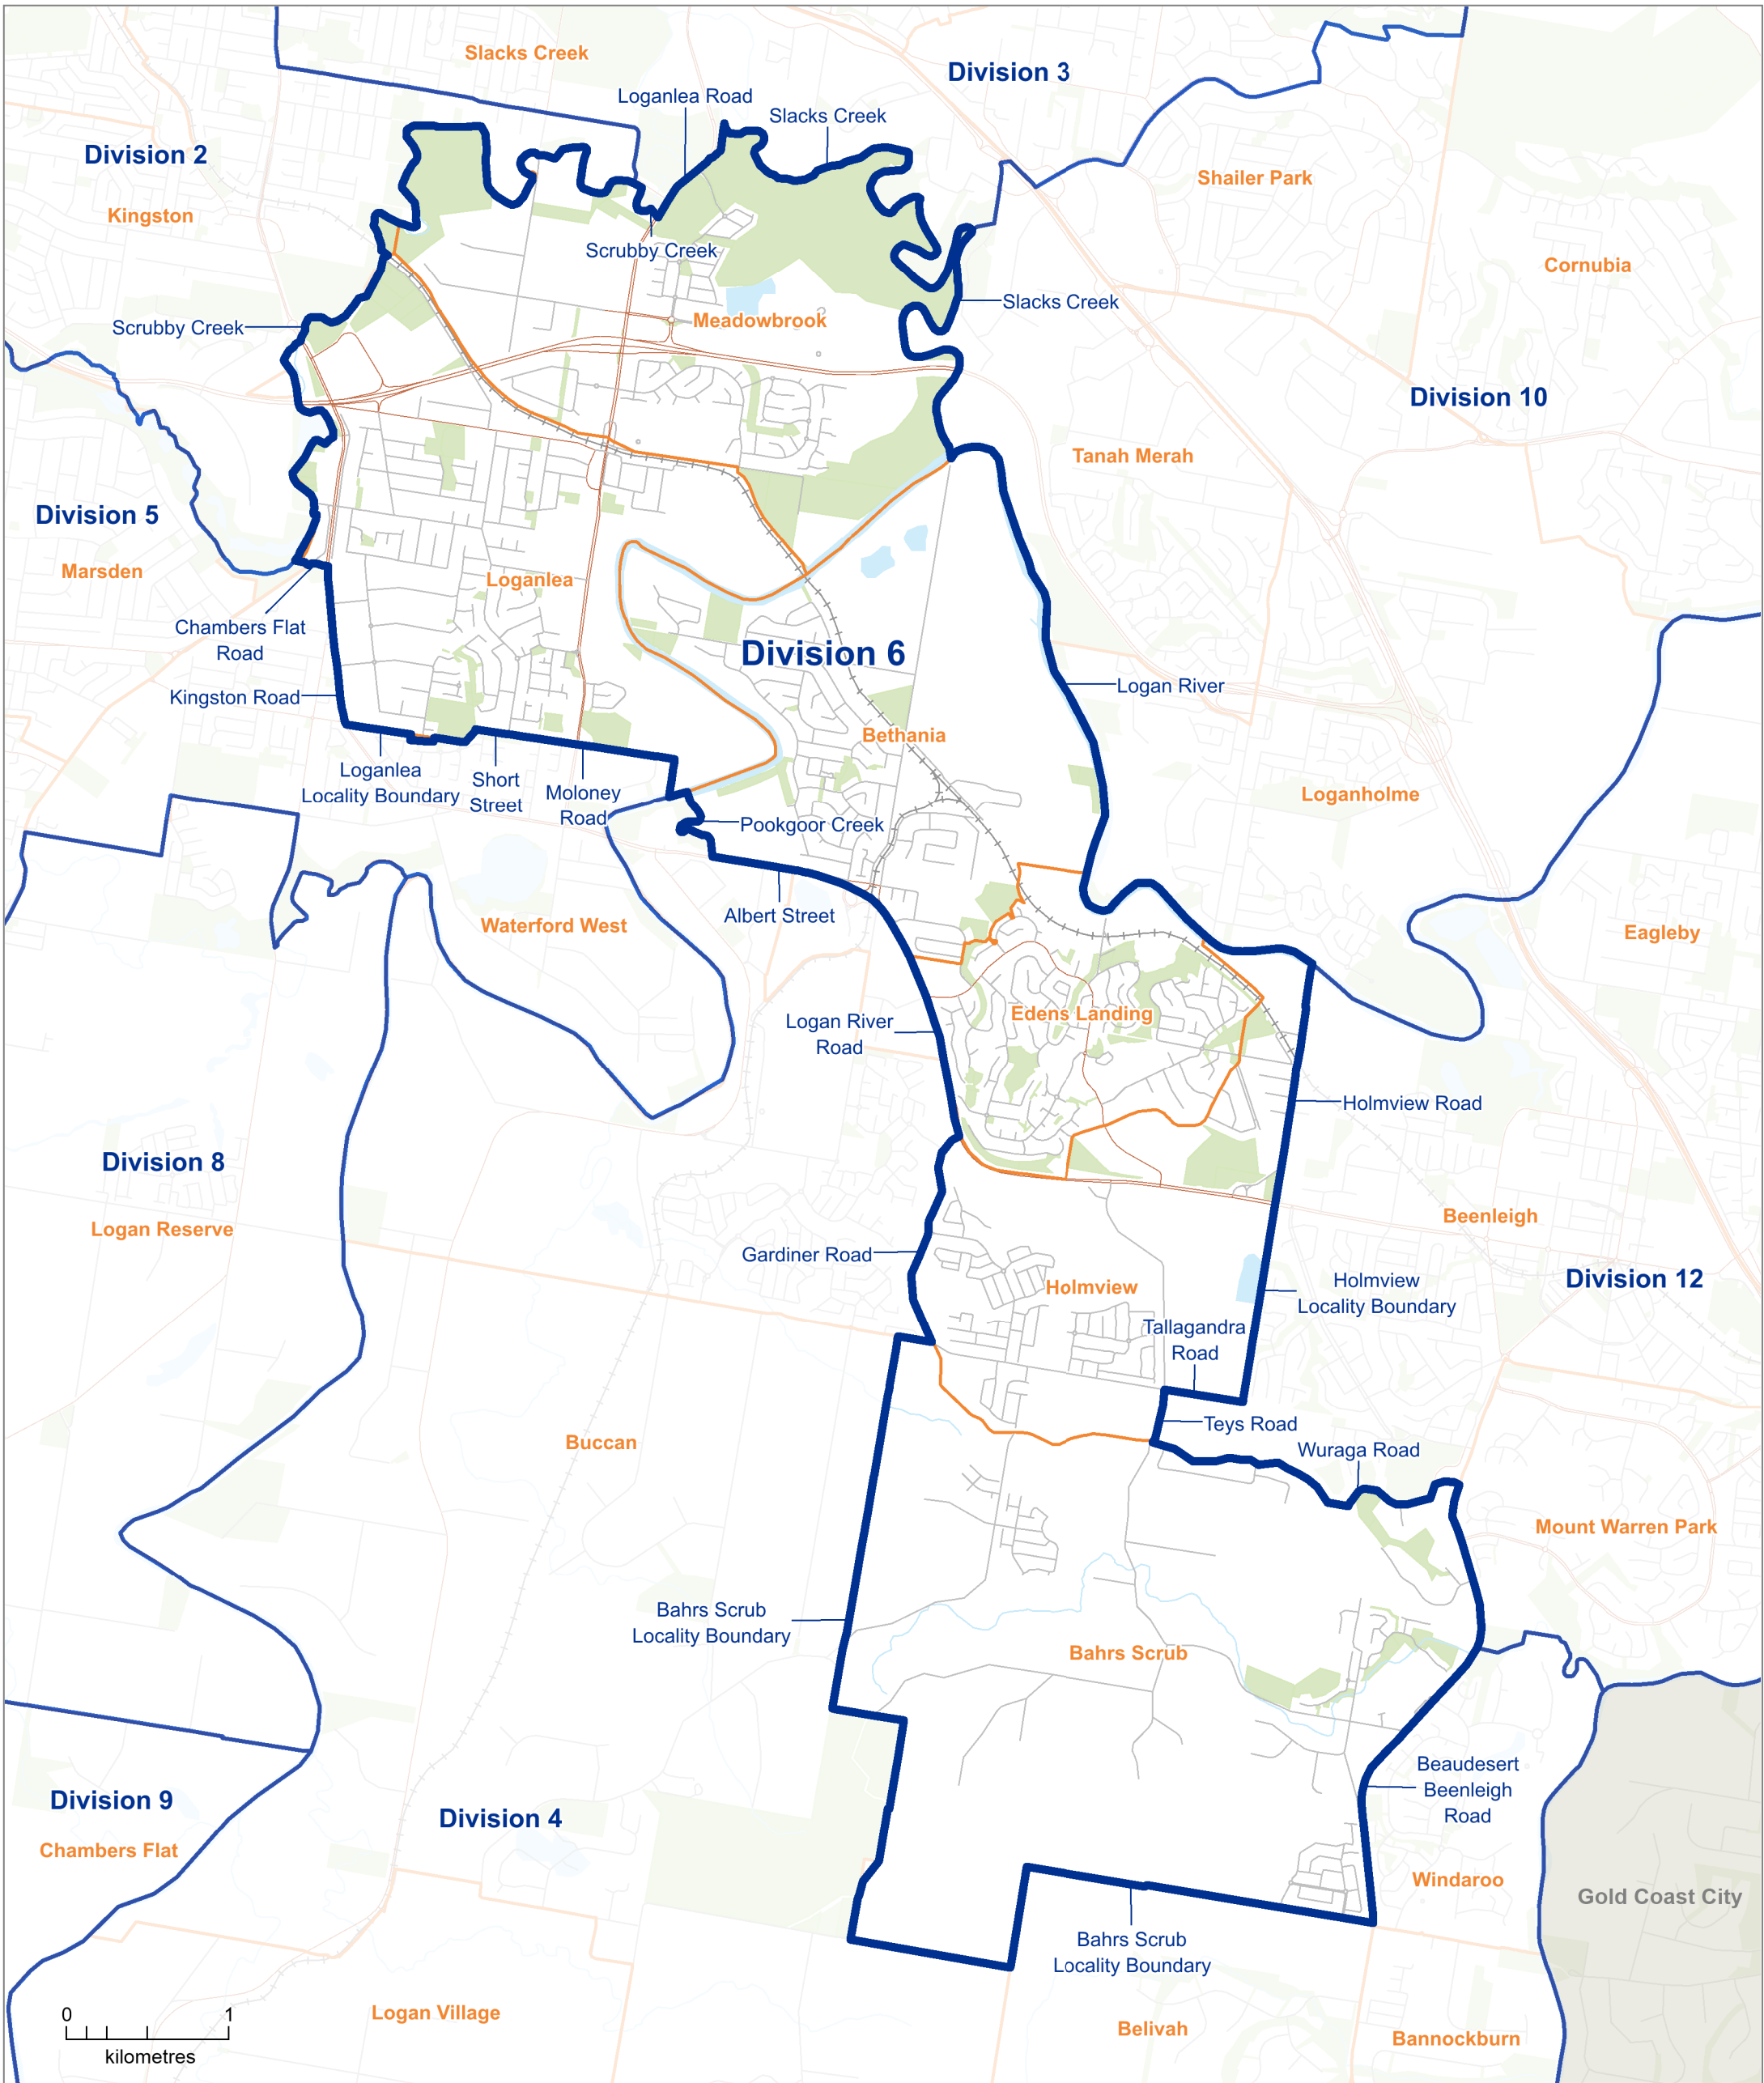 Slacks Creek
Division 3
Loganlea Road
Slacks Creek
Division 2
Shailer Park
Kingston
Scrubby Creek
Cornubia
Slacks Creek
Meadowbrook
Scrubby Creek
Division 10
Tanah Merah
Division 5
Marsden
Loganlea
Chambers Flat
Road
Division 6
Logan River
Kingston Road
Bethania
Loganlea
Locality Boundary
Short
Street
Moloney
Road
Loganholme
Pookgoor Creek
Albert Street
Waterford West
Eagleby
Edens Landing
Logan River
Road
Holmview Road
Division 8
Logan Reserve
Beenleigh
Gardiner Road
Holmview
Holmview
Locality Boundary
Division 12
Tallagandra
Road
Teys Road
Buccan
Wuraga Road
Mount Warren Park
Bahrs Scrub
Locality Boundary
Bahrs Scrub
Beaudesert
Beenleigh
Road
Division 9
Division 4
Chambers Flat
Windaroo
Gold Coast City
Bahrs Scrub
Locality Boundary
Logan Village
Belivah
Bannockburn
0 1
kilometres